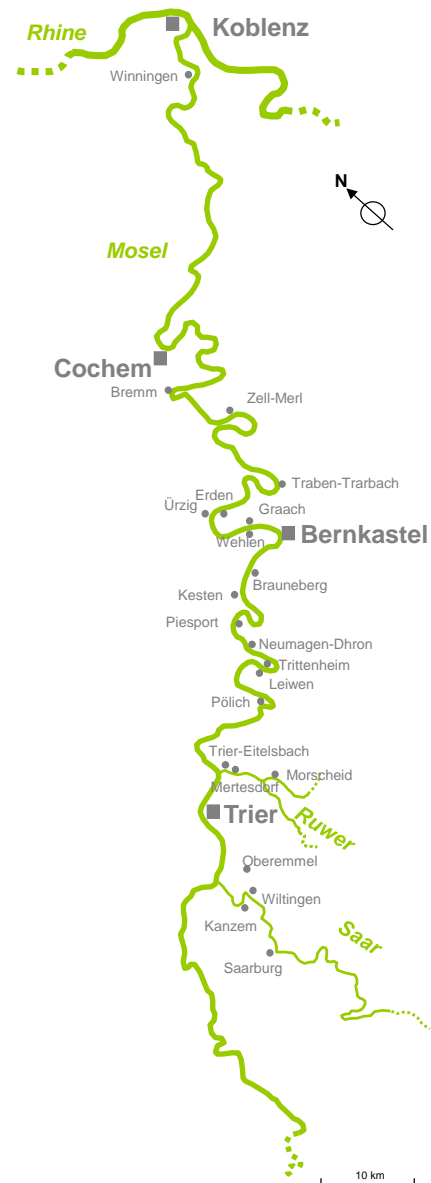 Koblenz
Rhine
Winningen
N
Mosel
Cochem
Bremm
Zell-Merl
Traben-Trarbach
Erden
Ürzig
Graach
Bernkastel
Wehlen
Brauneberg
Kesten
Piesport
Neumagen-Dhron
Trittenheim
Leiwen
Pölich
Trier-Eitelsbach
Morscheid
Mertesdorf
Trier
Ruwer
Oberemmel
Wiltingen
Kanzem
Saar
Saarburg
10 km